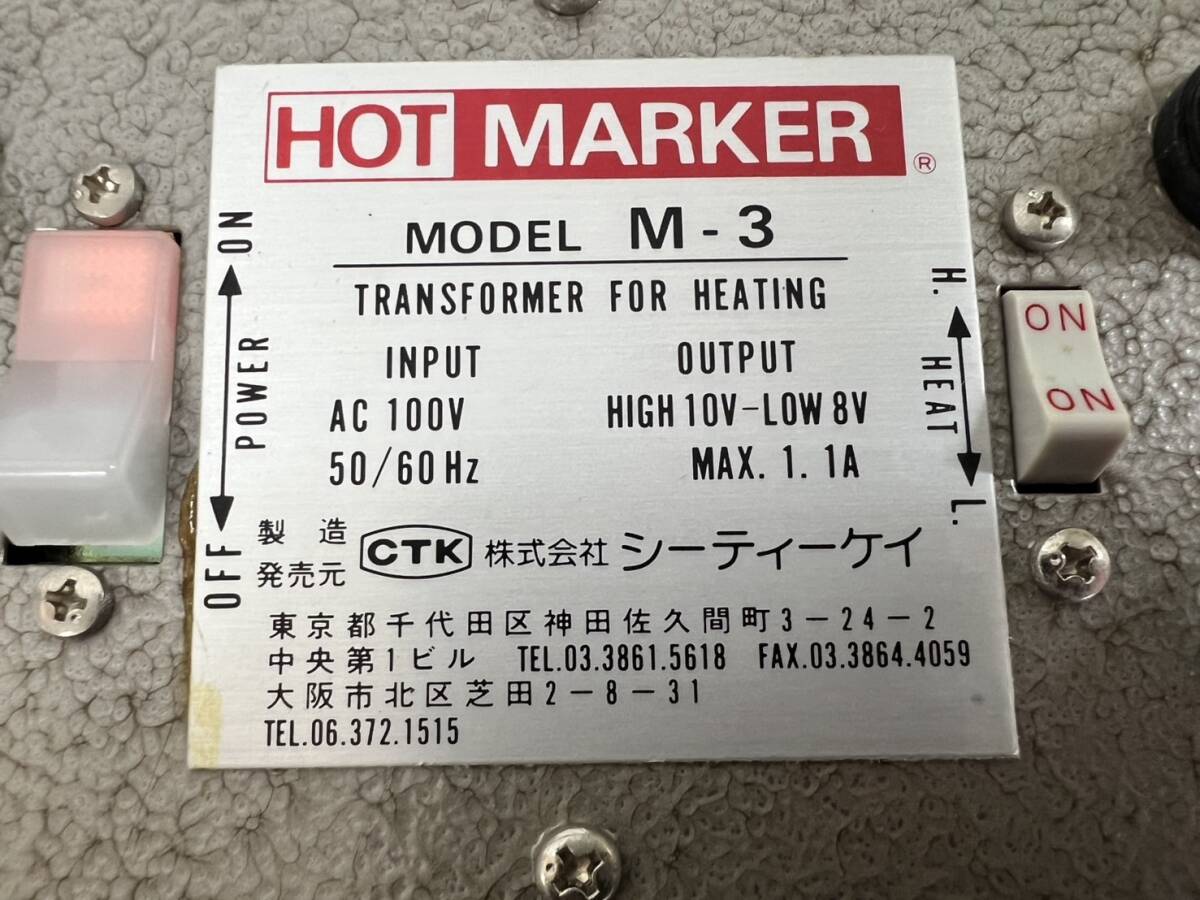 HOT MARKER ®
MODEL M-3
TRANSFORMER FOR HEATING
INPUT OUTPUT
AC 100V HIGH 10V-LOW 8V
50/60 Hz MAX. 1. 1A
ON
POWER
OFF
H.
HEAT
L.
ON
ON
製造
発売元
CTK 株式会社 シーティーケイ
東京都千代田区神田佐久間町3-24-2
中央第1ビル TEL.03.3861.5618 FAX.03.3864.4059
大阪市北区芝田2-8-31
TEL.06.372.1515